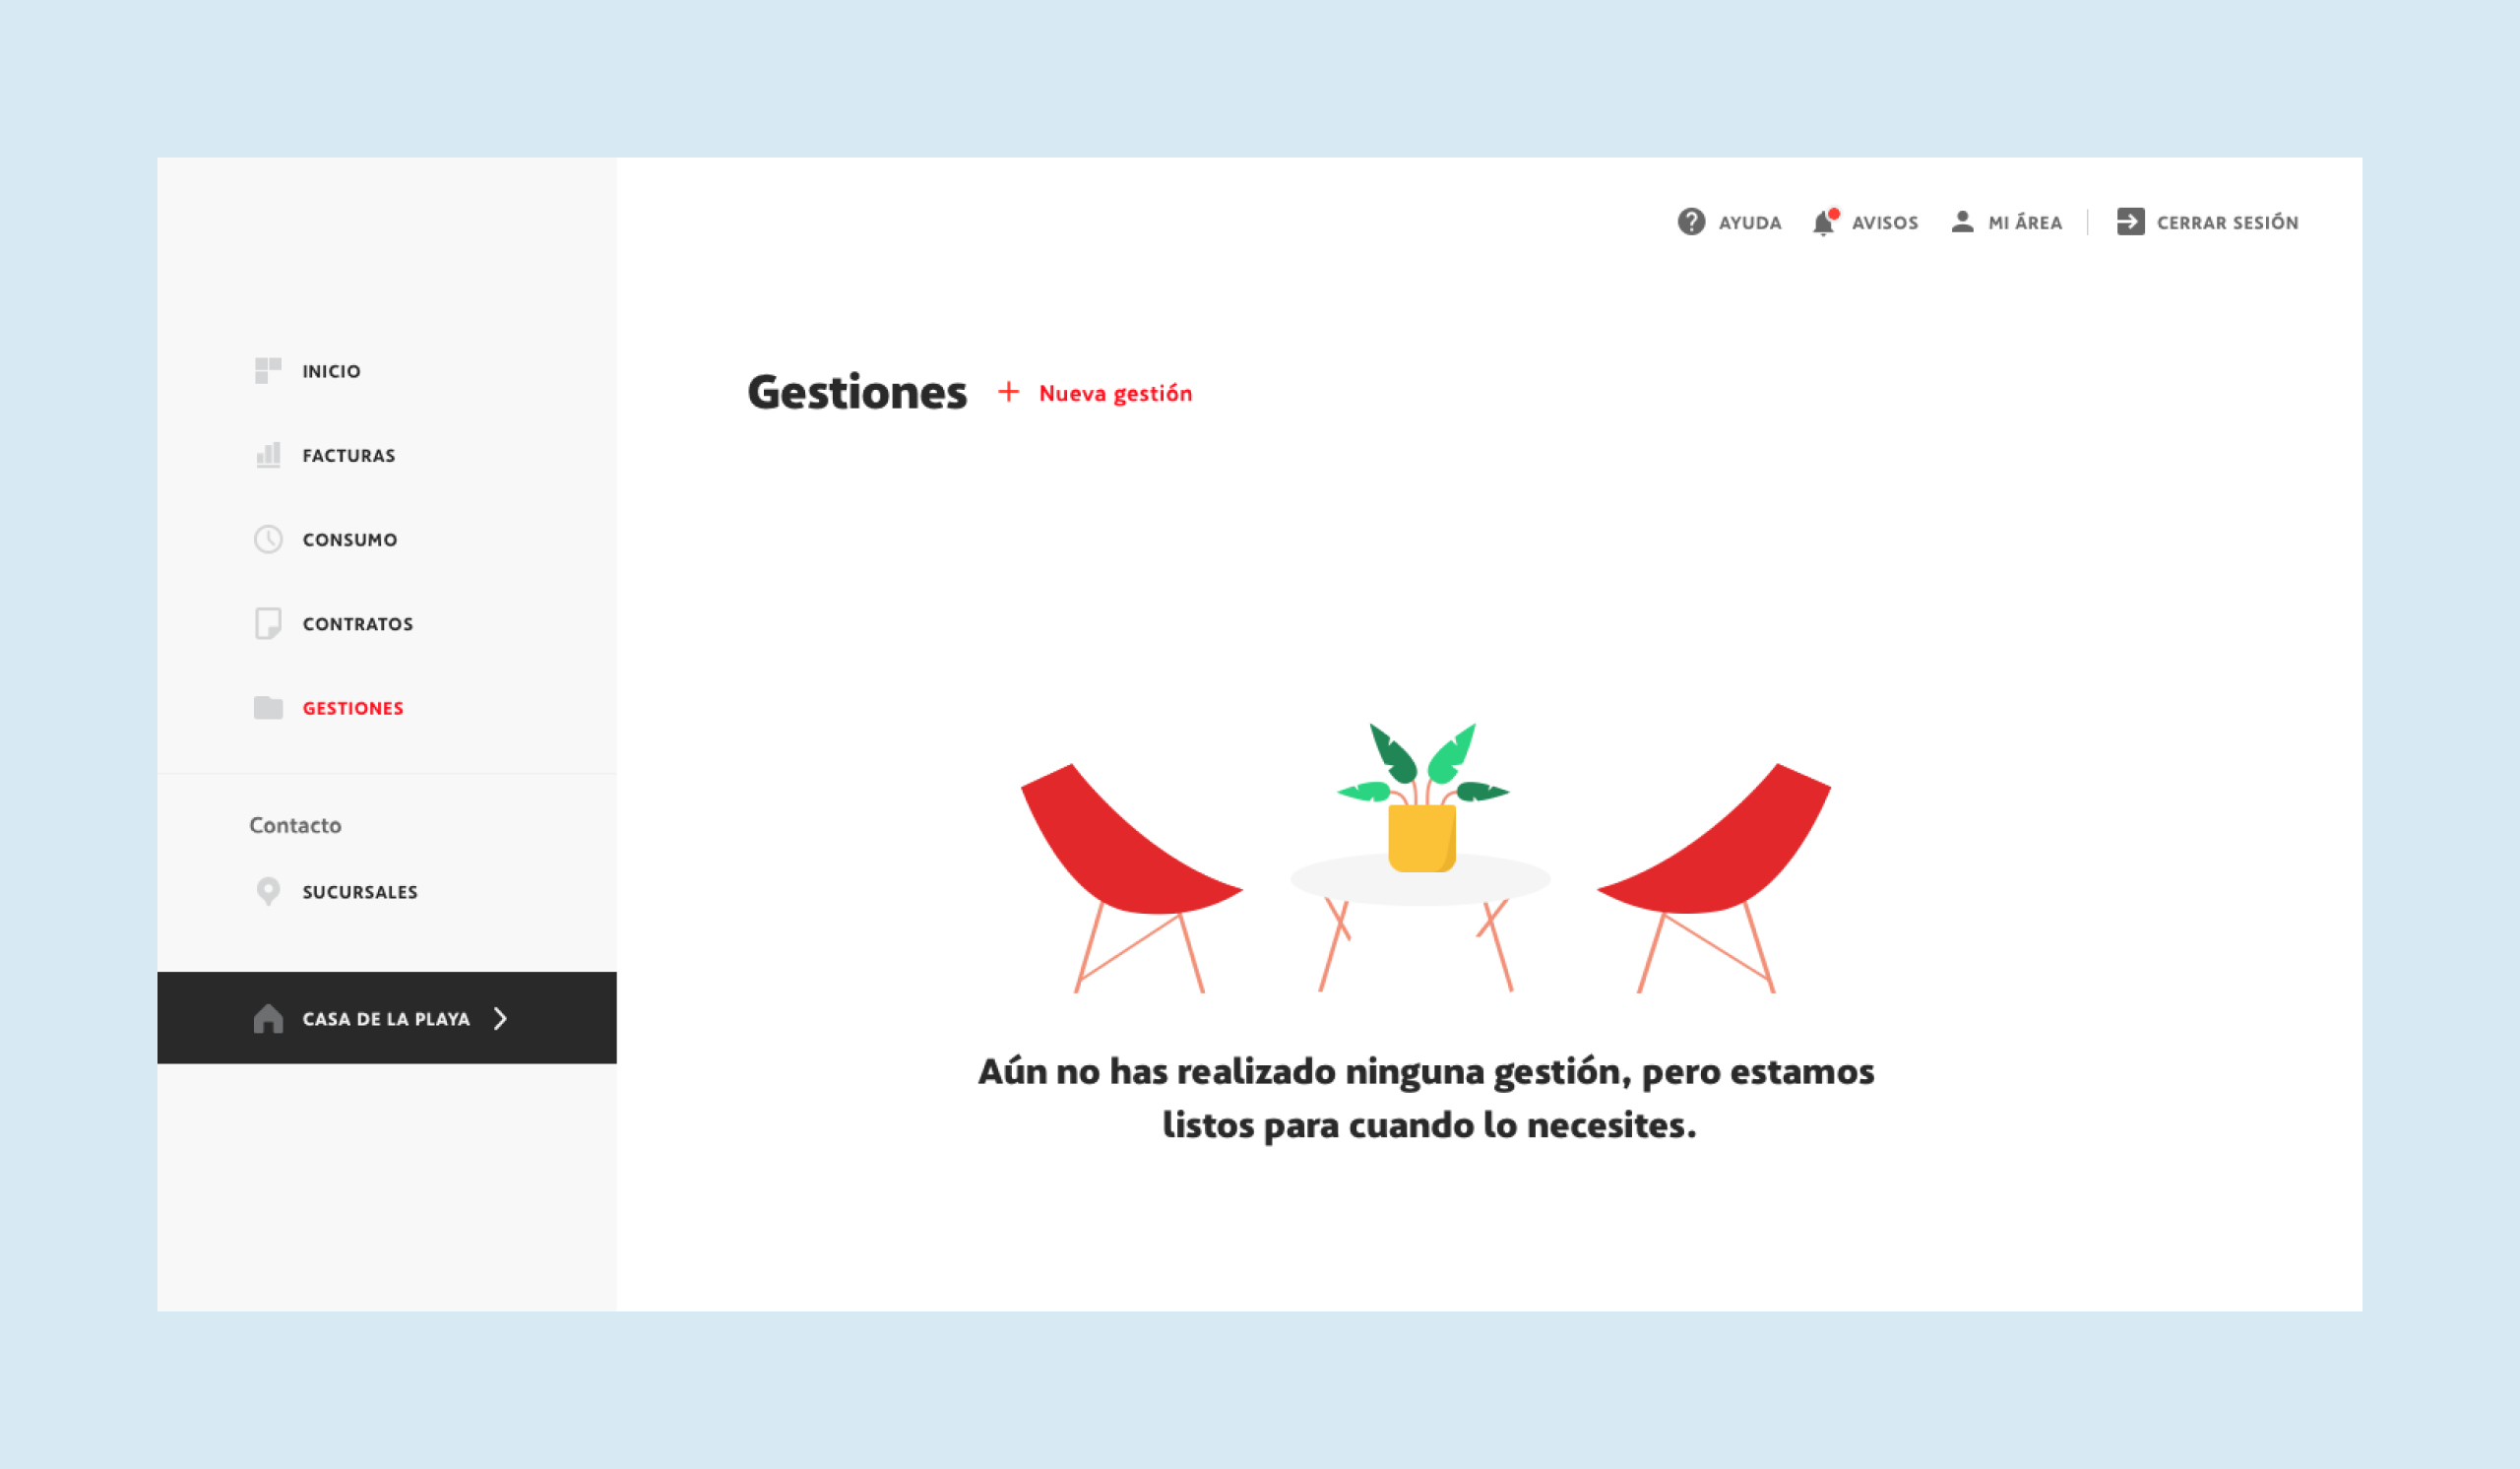 AYUDA
AVISOS
MI ÁREA
CERRAR SESIÓN
INICIO
FACTURAS
CONSUMO
CONTRATOS
GESTIONES
Contacto
SUCURSALES
CASA DE LA PLAYA
Gestiones + Nueva gestión
Aún no has realizado ninguna gestión, pero estamos
listos para cuando lo necesites.